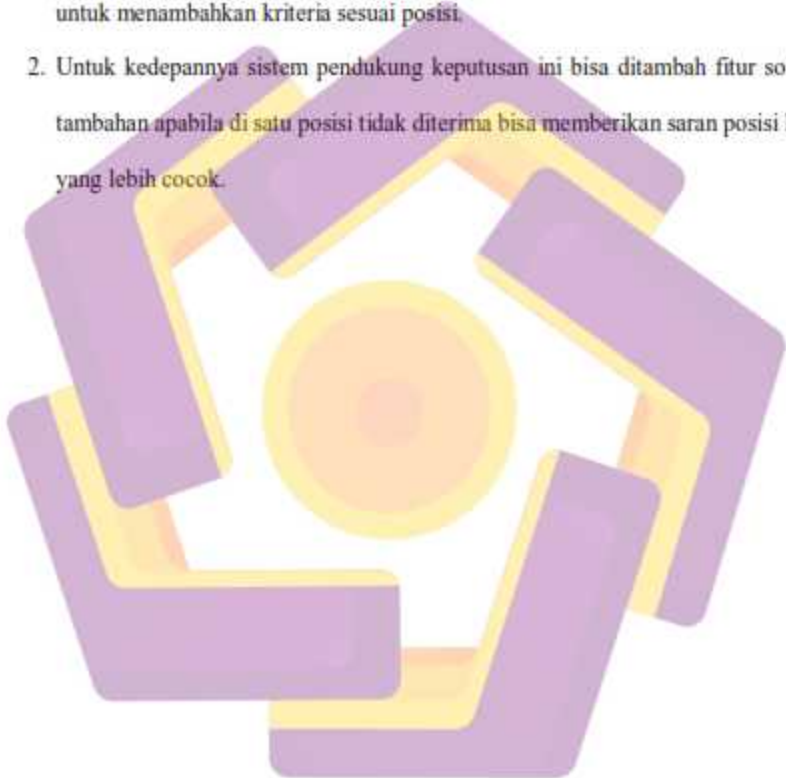 untuk menambahkan kriteria sesuai posisi.
2. Untuk kedepannya sistem pendukung keputusan ini bisa ditambah fitur
tambahan apabila di satu posisi tidak diterima bisa memberikan saran posisi
yang lebih cocok.